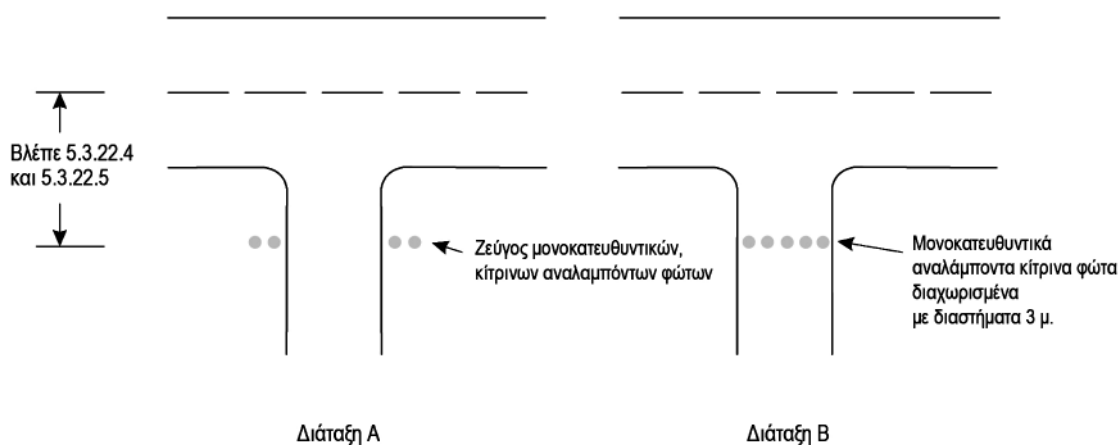 Βλέπε 5.3.22.4
και 5.3.22.5
Ζεύγος μονοκατευθυντικών,
κίτρινων αναλαμπόντων φώτων
Μονοκατευθυντικά
αναλάμποντα κίτρινα φώτα
διαχωρισμένα
με διαστήματα 3 μ.
Διάταξη Α
Διάταξη Β